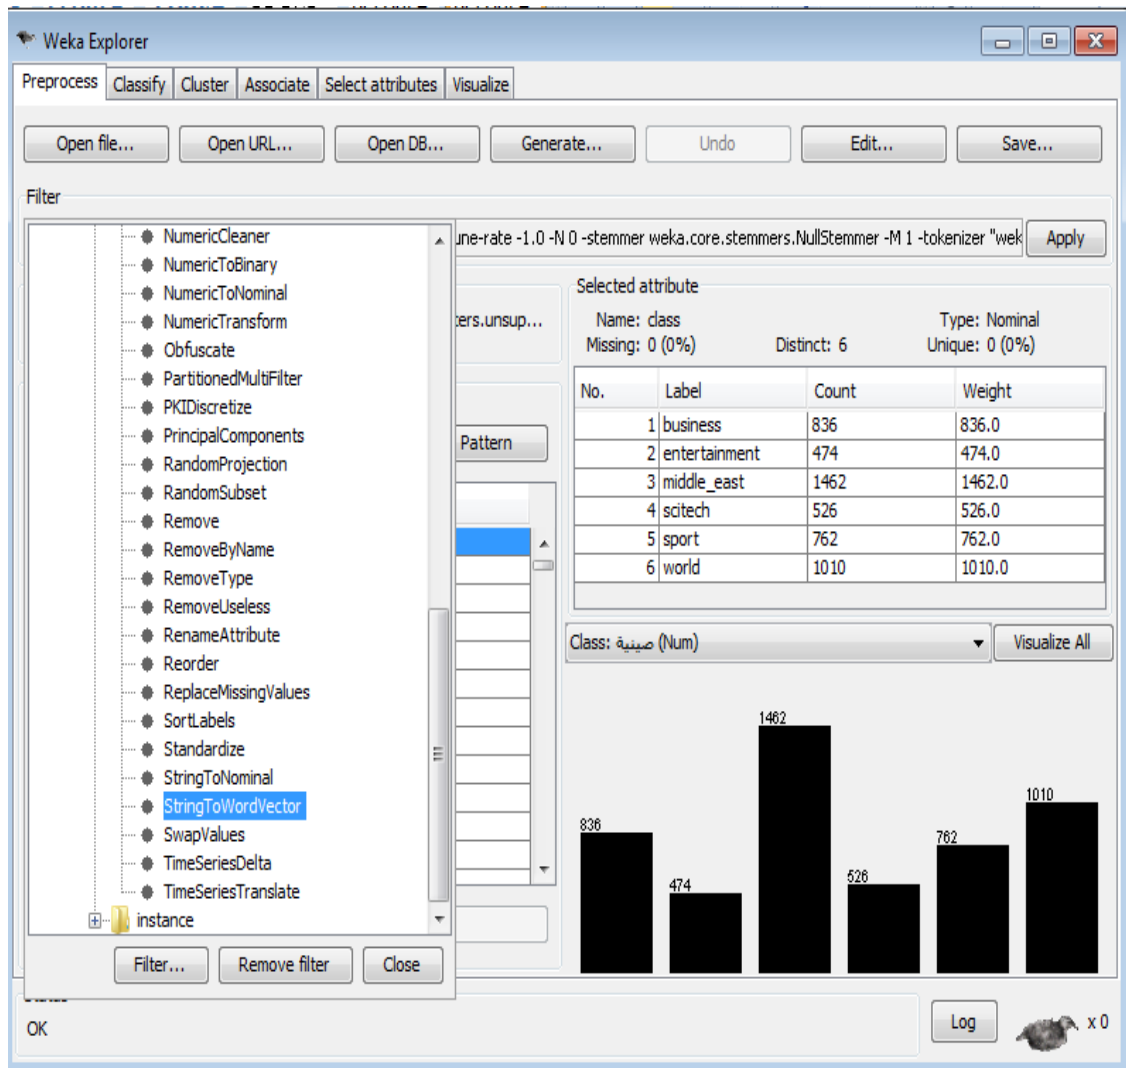 Weka Explorer
Preprocess Classify Cluster Associate Select attributes Visualize
Open file... Open URL... Open DB... Generate... Undo Edit... Save...
Filter
une-rate -1.0 -N 0 -stemmer weka.core.stemmers.NullStemmer -M 1 -tokenizer "wek Apply
NumericCleaner
NumericToBinary
NumericToNominal
NumericTransform
Obfuscate
PartitionedMultiFilter
PKIDiscretize
PrincipalComponents
RandomProjection
RandomSubset
Remove
RemoveByName
RemoveType
RemoveUseless
RenameAttribute
Reorder
ReplaceMissingValues
SortLabels
Standardize
StringToNominal
StringToWordVector
SwapValues
TimeSeriesDelta
TimeSeriesTranslate
instance
Filter... Remove filter Close
ters.unsup...
Pattern
Selected attribute
Name: class Type: Nominal
Missing: 0 (0%) Distinct: 6 Unique: 0 (0%)
No. Label Count Weight
1 business 836 836.0
2 entertainment 474 474.0
3 middle_east 1462 1462.0
4 scitech 526 526.0
5 sport 762 762.0
6 world 1010 1010.0
Class: صينية (Num) Visualize All
836
474
1462
526
762
1010
OK
Log x 0